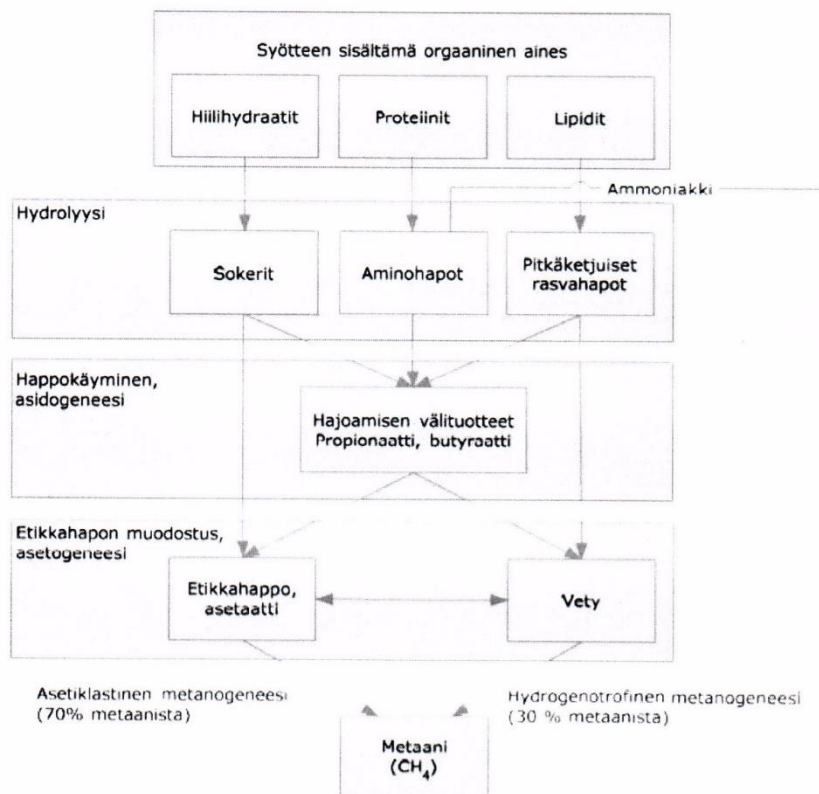 Syötteen sisältämä orgaaninen aines
Hiilihydraatit
Proteiinit
Lipidit
Ammoniakki
Hydrolyysi
Sokerit
Aminohapot
Pitkäketjuiset
rasvahapot
Happokäyminen,
asidogeneesi
Hajoamisen välituotteet
Propionaatti, butyraatti
Etikkahapon muodostus,
asetogeneesi
Etikkahappo,
asetaatti
Vety
Asetiklastinen metanogeneesi
(70% metaanista)
Hydrogenotrofinen metanogeneesi
(30 % metaanista)
Metaani
(CH₄)